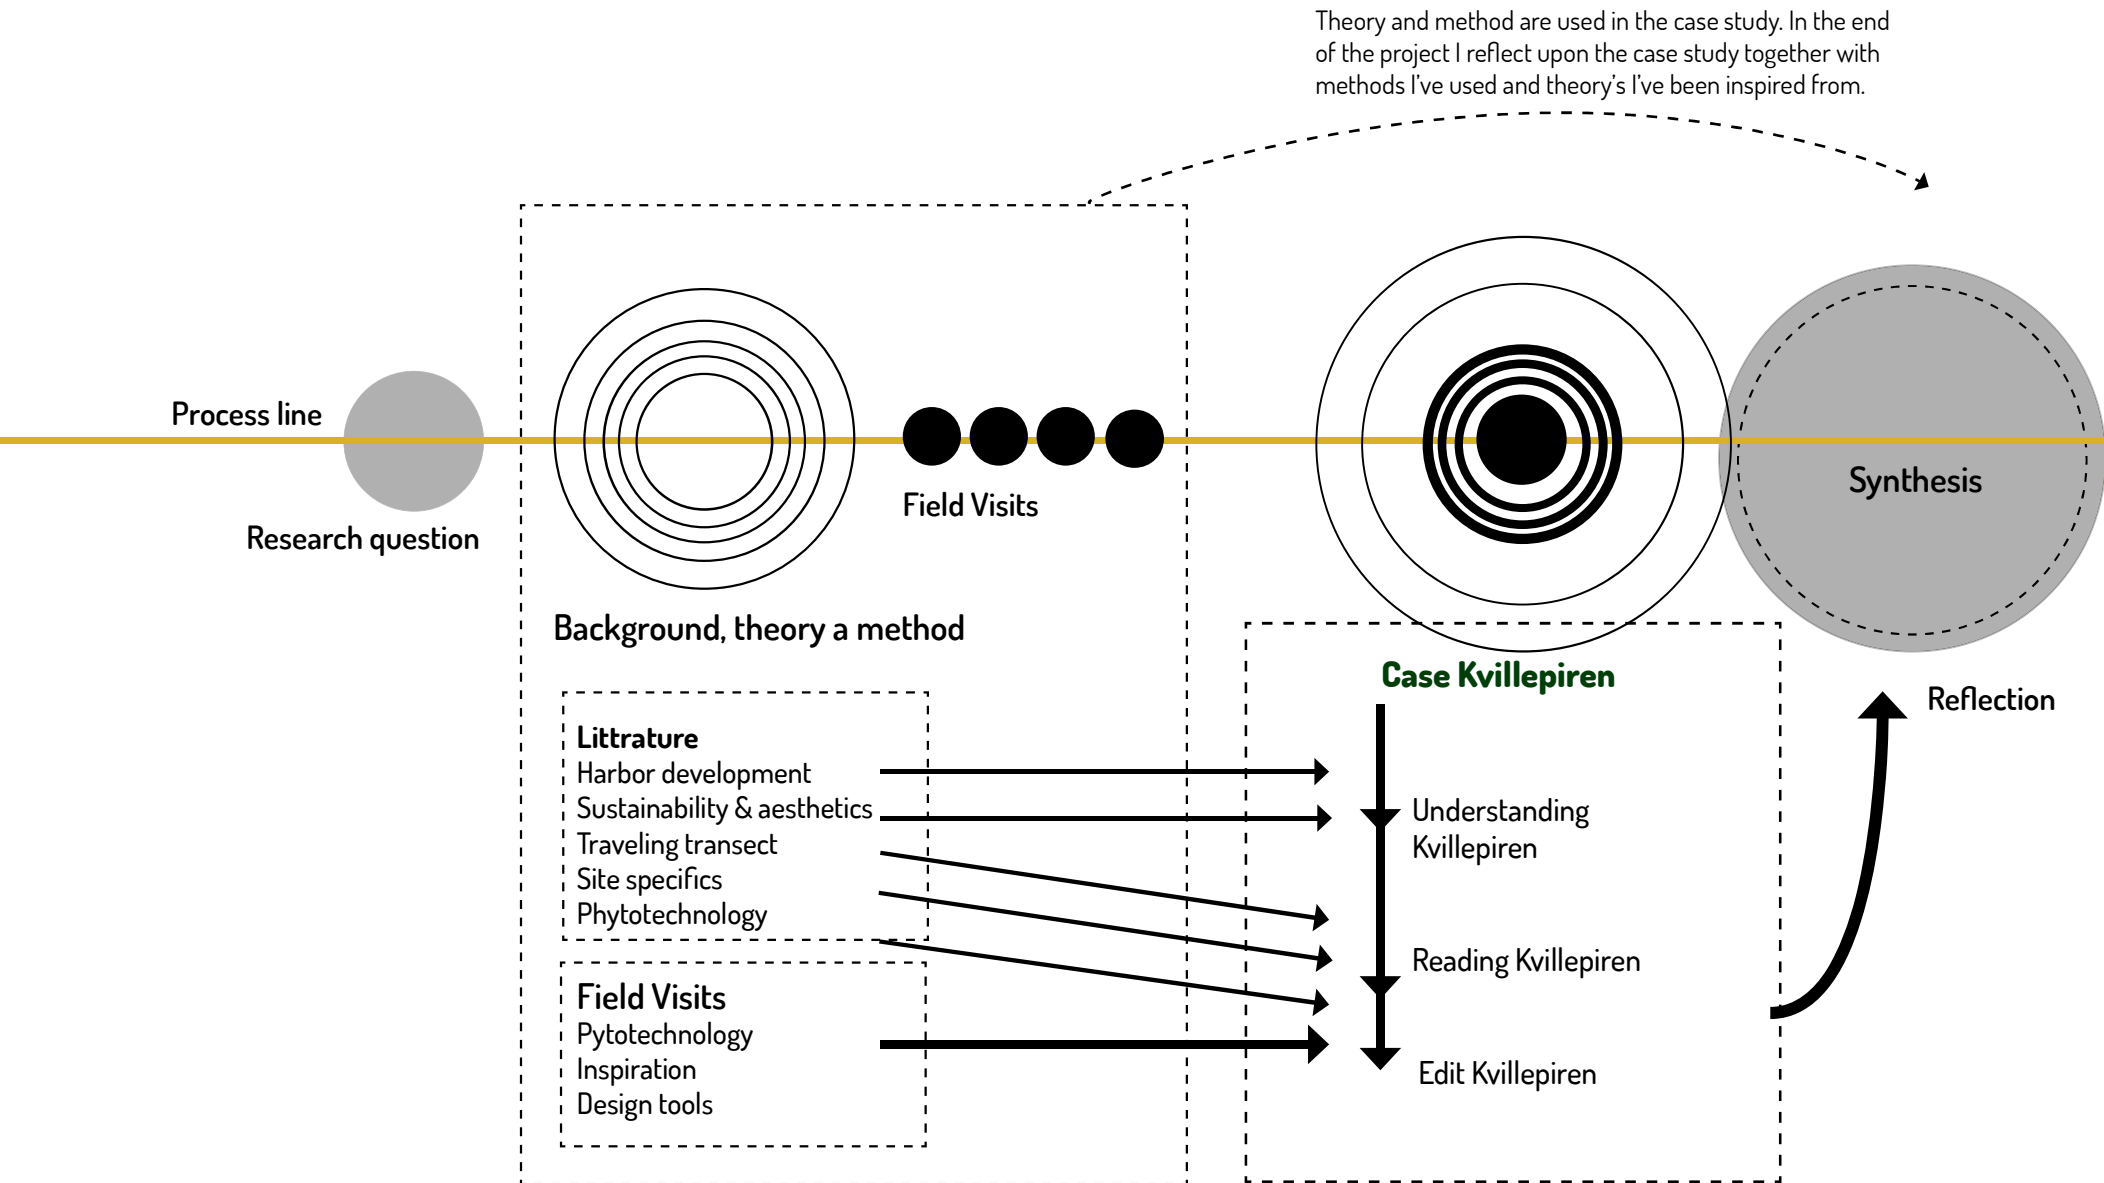 Theory and method are used in the case study. In the end
of the project I reflect upon the case study together with
methods I've used and theory's I've been inspired from.
Process line
Research question
Field Visits
Synthesis
Background, theory a method
Littrature
Harbor development
Sustainability & aesthetics
Traveling transect
Site specifics
Phytotechnology
Field Visits
Pytotechnology
Inspiration
Design tools
Case Kvillepiren
Understanding
Kvillepiren
Reading Kvillepiren
Edit Kvillepiren
Reflection